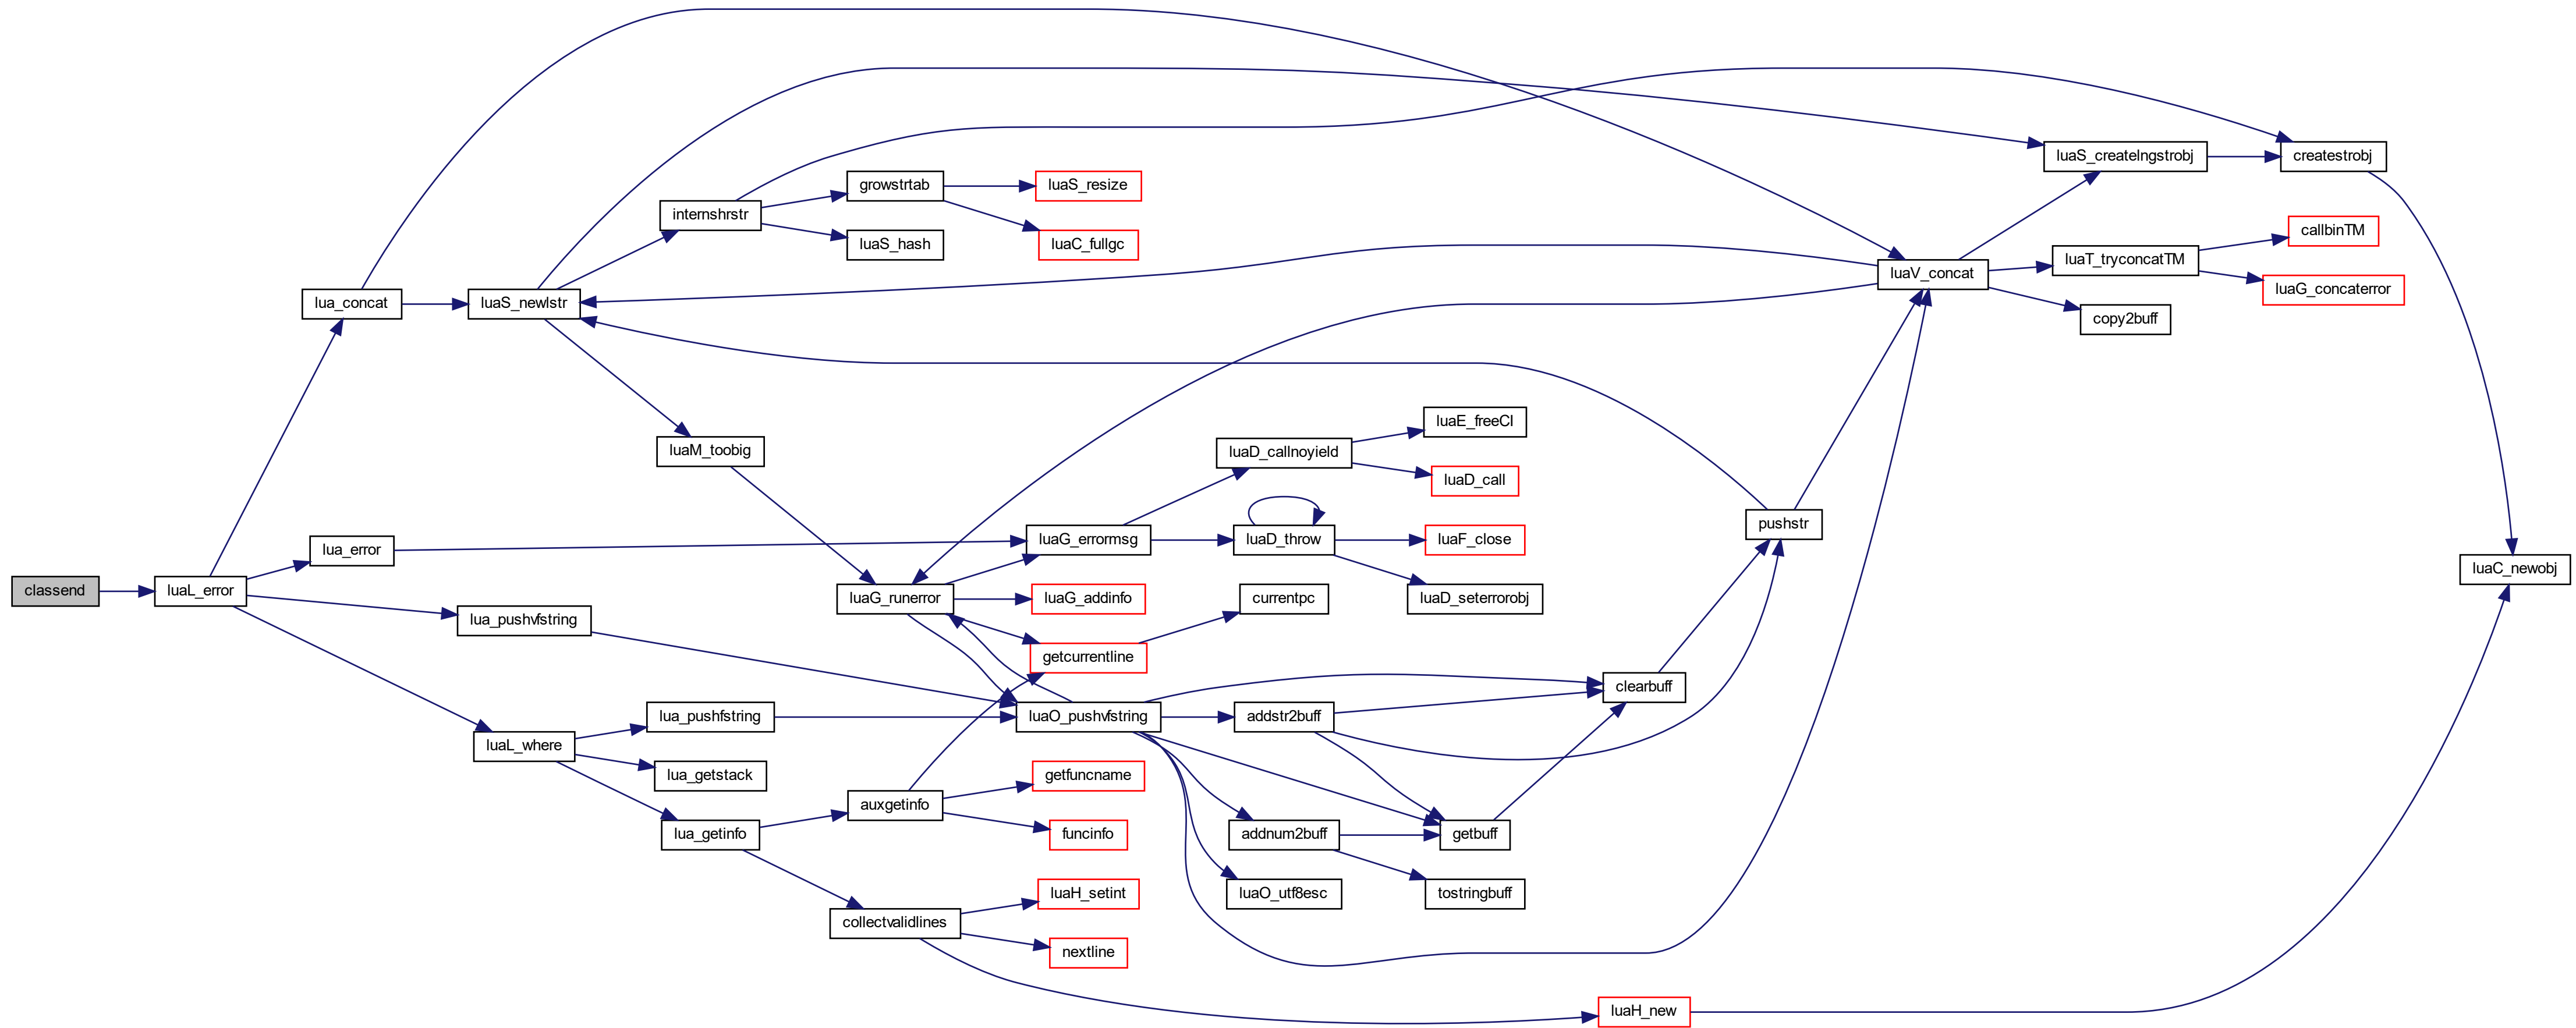 classend
luaL_error
lua_concat
lua_error
lua_pushvfstring
luaL_where
luaS_newlstr
internshrstr
growstrtab
luaS_resize
luaC_fullgc
luaS_hash
luaM_toobig
luaG_runerror
luaG_errormsg
luaD_callnoyield
luaE_freeCI
luaD_call
luaD_throw
luaF_close
luaD_seterrorobj
luaG_addinfo
getcurrentline
currentpc
lua_pushfstring
lua_getstack
lua_getinfo
luaO_pushvfstring
auxgetinfo
getfuncname
funcinfo
collectvalidlines
luaH_setint
nextline
luaH_new
addstr2buff
addnum2buff
luaO_utf8esc
getbuff
tostringbuff
clearbuff
pushstr
luaV_concat
luaS_createlngstrobj
createstrobj
luaT_tryconcatTM
callbinTM
luaG_concaterror
copy2buff
luaC_newobj